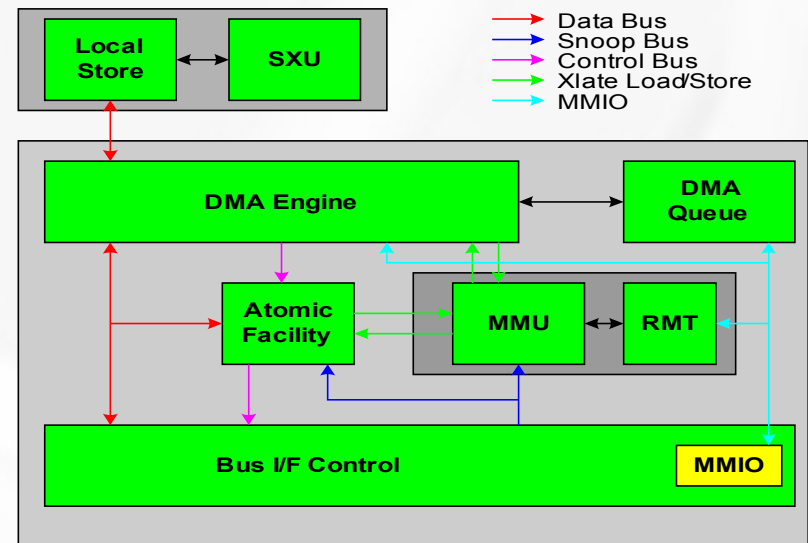 Local
Store
SXU
Data Bus
Snoop Bus
Control Bus
Xlate Load/Store
MMIO
DMA Engine
DMA
Queue
Atomic
Facility
MMU
RMT
Bus I/F Control
MMIO